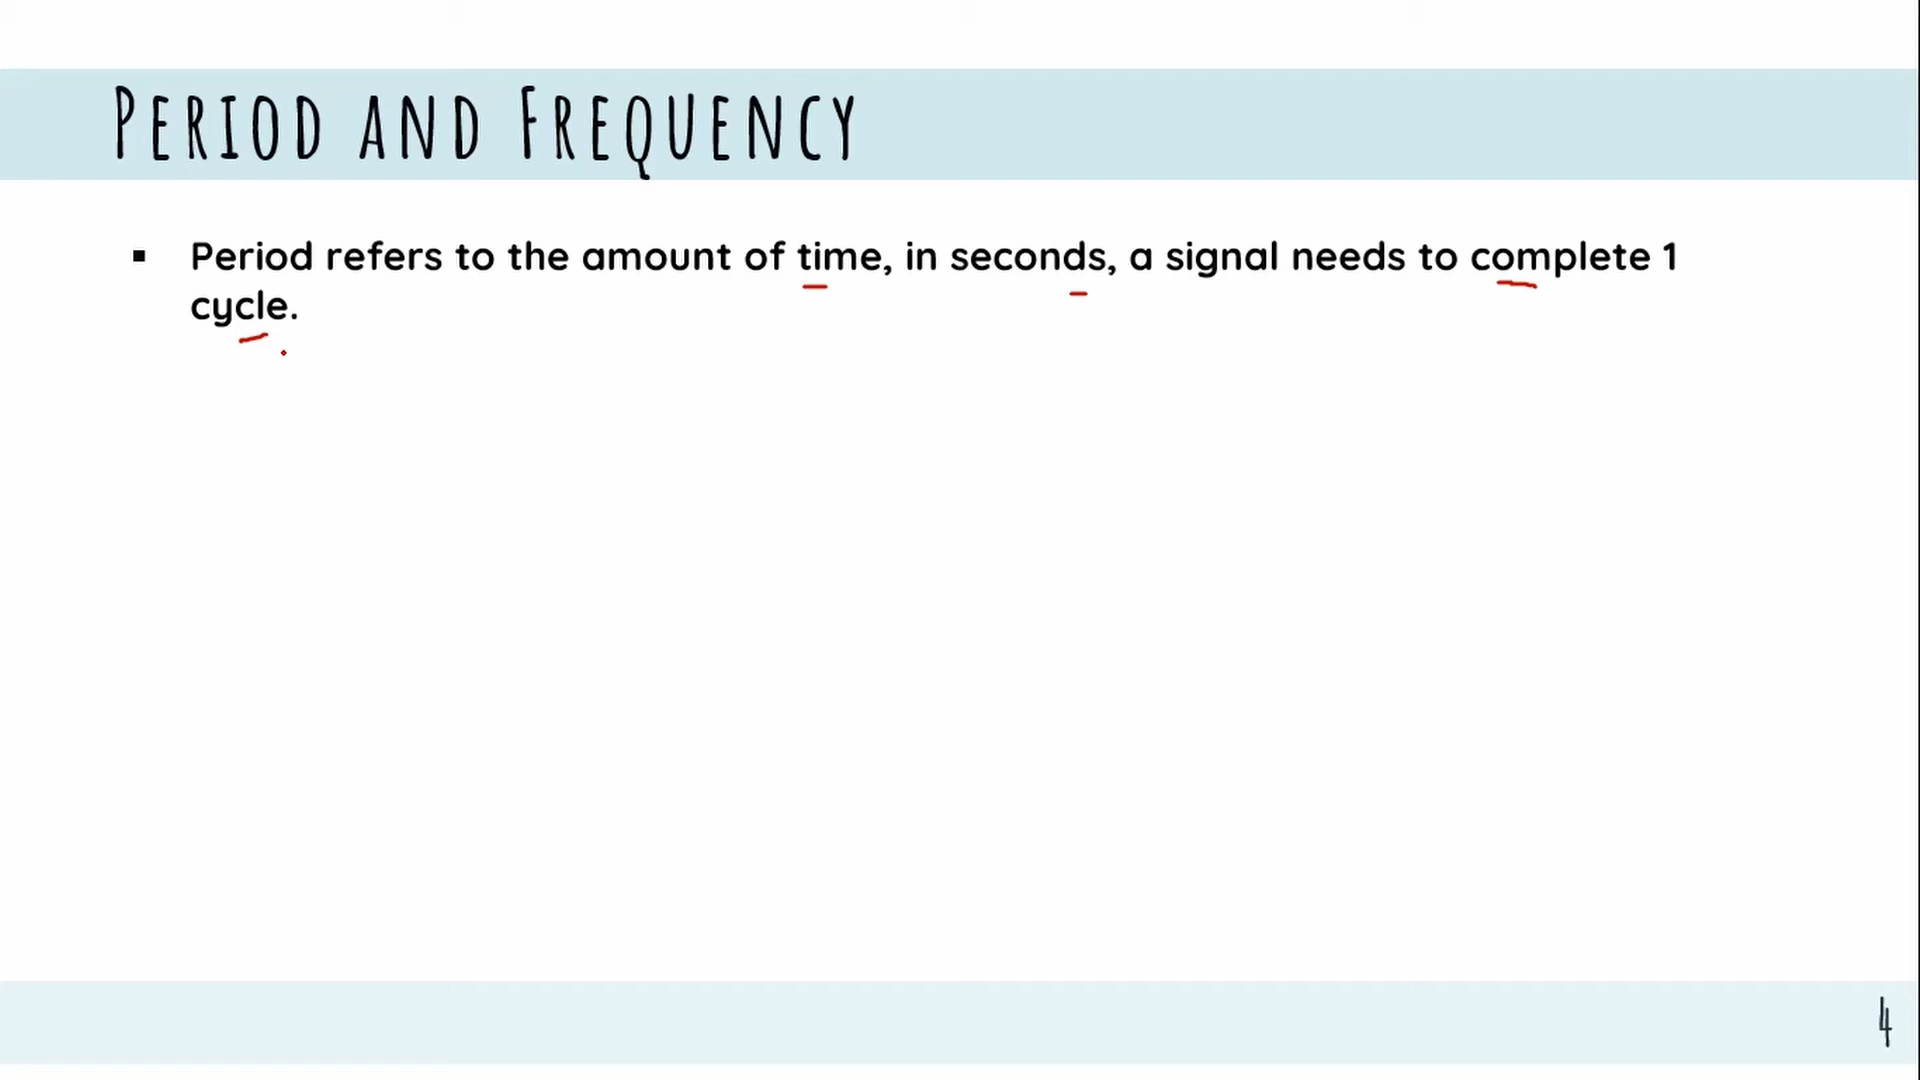 Period and Frequency
▪ Period refers to the amount of time, in seconds, a signal needs to complete 1
cycle.
4